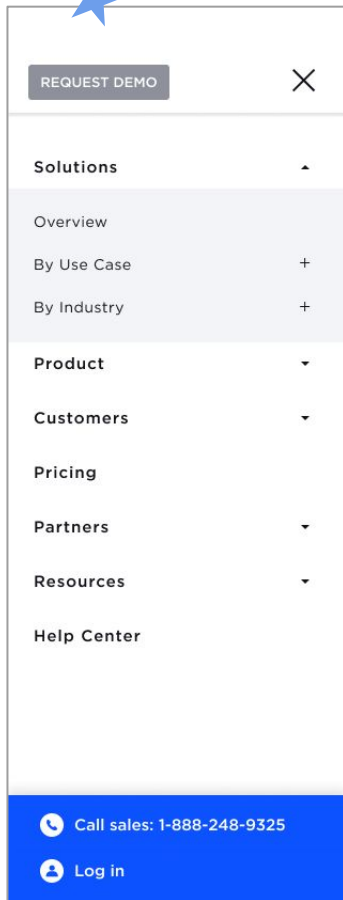 REQUEST DEMO
Solutions
Overview
By Use Case
By Industry
Product
Customers
Pricing
Partners
Resources
Help Center
Call sales: 1-888-248-9325
Log in